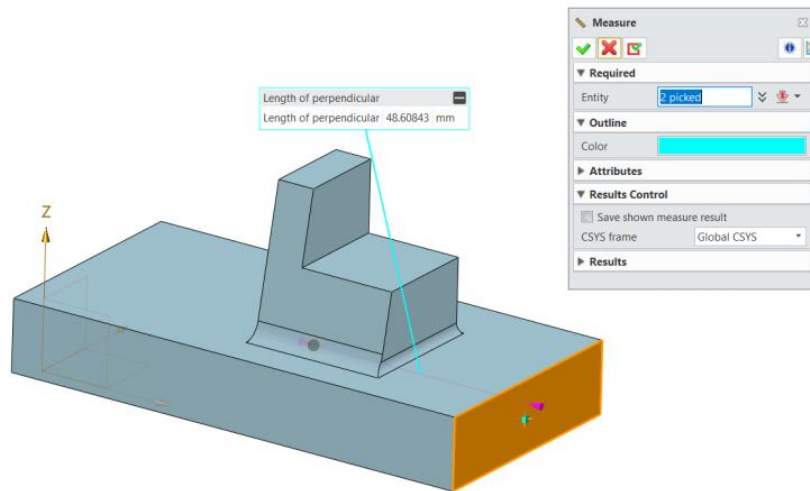 Measure
Required
Entity 2 picked
Length of perpendicular
Length of perpendicular 48.60843 mm
Outline
Color
Attributes
Results Control
Save shown measure result
CSYS frame Global CSYS
Results
Z